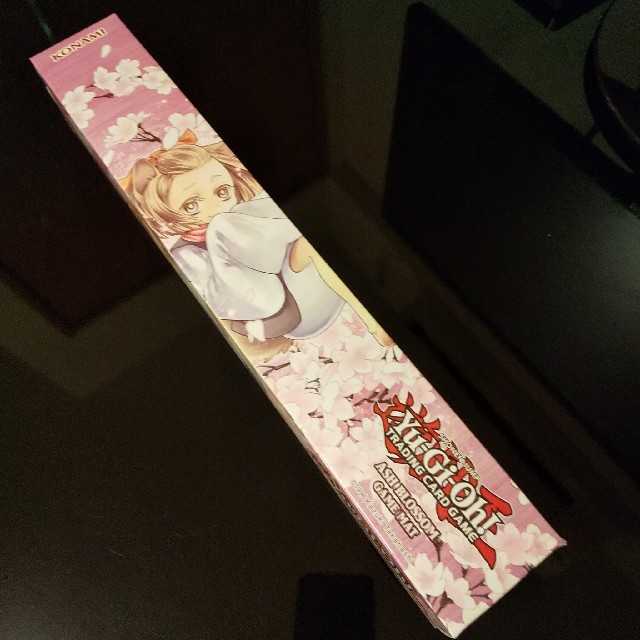 KONAMI
Yu-Gi-Oh!
TRADING CARD GAME
ASH BLOSSOM
GAME MAT